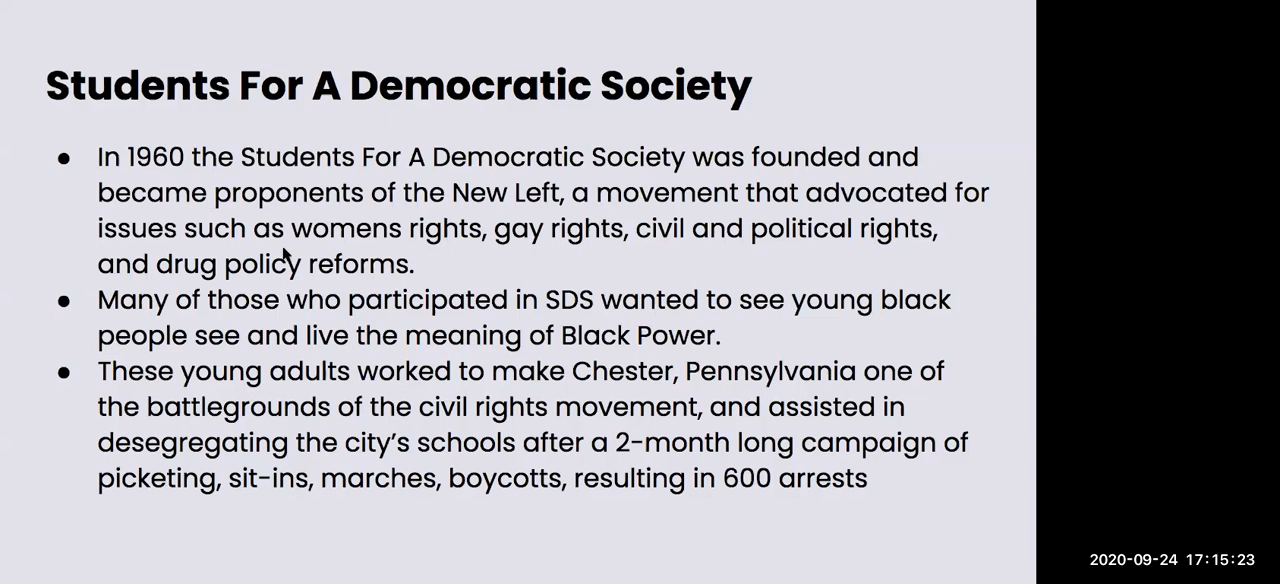 Students For A Democratic Society
● In 1960 the Students For A Democratic Society was founded and
became proponents of the New Left, a movement that advocated for
issues such as womens rights, gay rights, civil and political rights,
and drug policy reforms.
● Many of those who participated in SDS wanted to see young black
people see and live the meaning of Black Power.
● These young adults worked to make Chester, Pennsylvania one of
the battlegrounds of the civil rights movement, and assisted in
desegregating the city's schools after a 2-month long campaign of
picketing, sit-ins, marches, boycotts, resulting in 600 arrests
2020-09-24 17:15:23